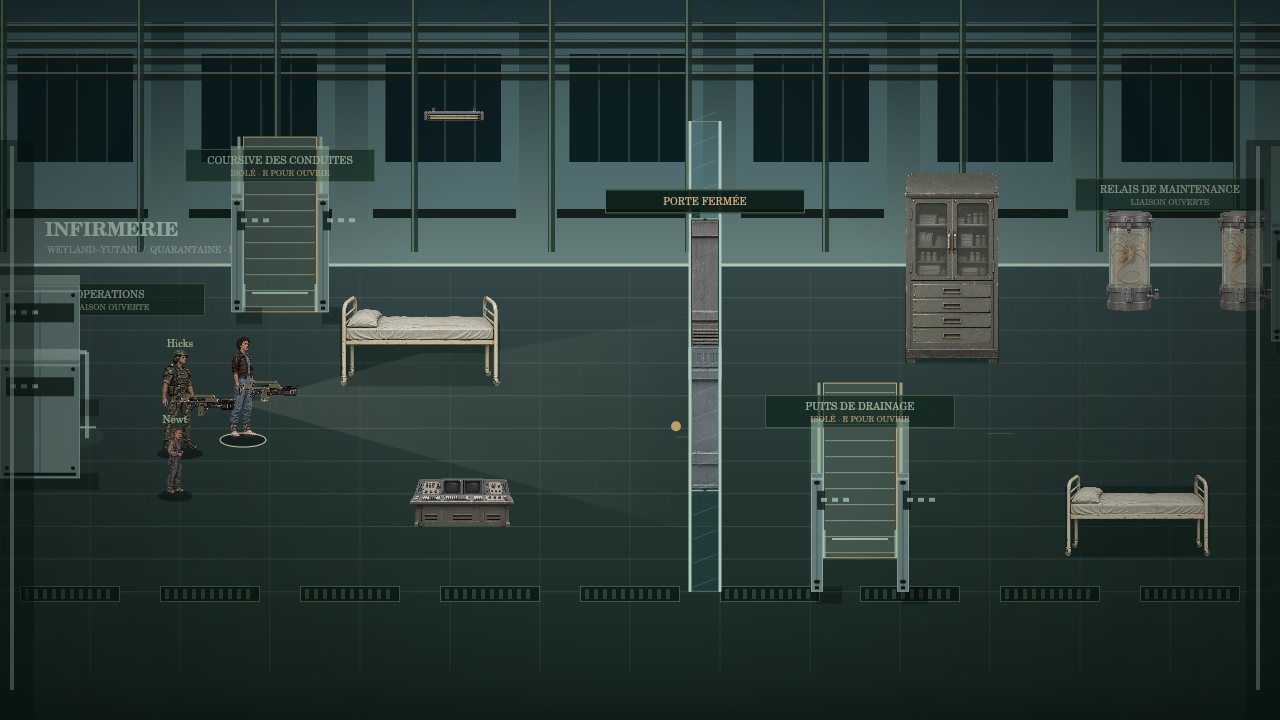 COURSIVE DES CONDUITES
ISOLÉ · R POUR OUVRIR
PORTE FERMÉE
RELAIS DE MAINTENANCE
LIAISON OUVERTE
INFIRMERIE
WEYLAND–YUTANI / QUARANTAINE ·
OPERATIONS
LIAISON OUVERTE
Hicks
Newt
PUITS DE DRAINAGE
ISOLÉ · R POUR OUVRIR